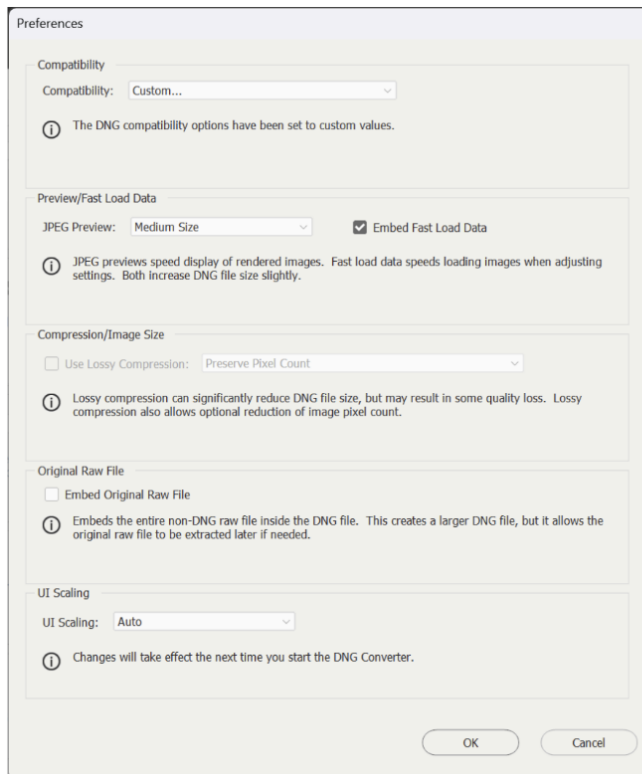 Preferences
Compatibility
Compatibility: Custom...
The DNG compatibility options have been set to custom values.
Preview/Fast Load Data
JPEG Preview: Medium Size Embed Fast Load Data
JPEG previews speed display of rendered images. Fast load data speeds loading images when adjusting
settings. Both increase DNG file size slightly.
Compression/Image Size
Use Lossy Compression: Preserve Pixel Count
Lossy compression can significantly reduce DNG file size, but may result in some quality loss. Lossy
compression also allows optional reduction of image pixel count.
Original Raw File
Embed Original Raw File
Embeds the entire non-DNG raw file inside the DNG file. This creates a larger DNG file, but it allows the
original raw file to be extracted later if needed.
UI Scaling
UI Scaling: Auto
Changes will take effect the next time you start the DNG Converter.
OK Cancel